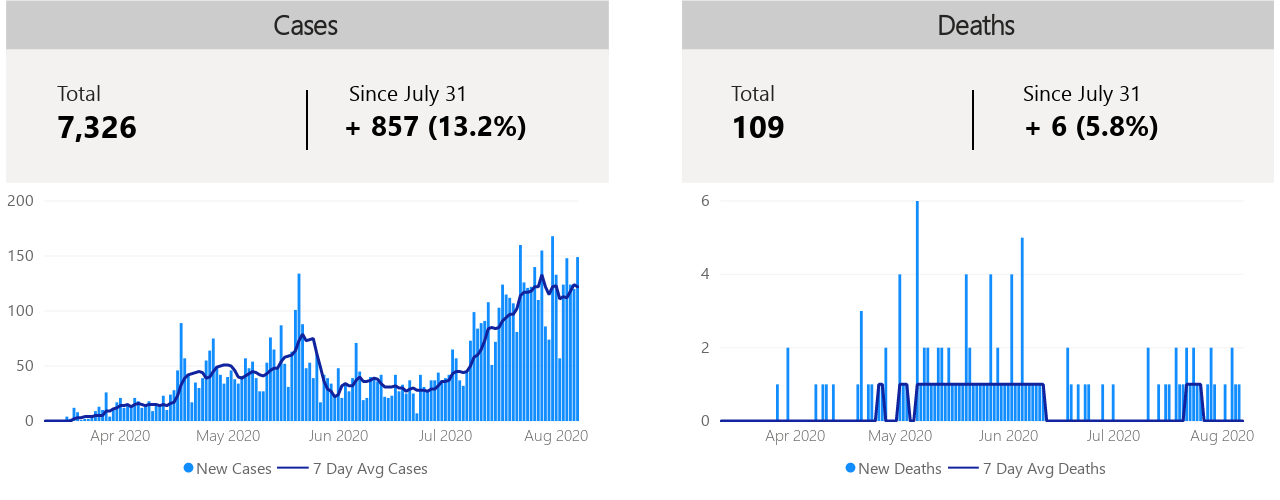 Cases
Total
Since July 31
7,326
+ 857 (13.2%)
200
150
100
50
0
Apr 2020 May 2020 Jun 2020 Jul 2020 Aug 2020
New Cases 7 Day Avg Cases
Deaths
Total
Since July 31
109
+ 6 (5.8%)
6
4
2
0
Apr 2020 May 2020 Jun 2020 Jul 2020 Aug 2020
New Deaths 7 Day Avg Deaths